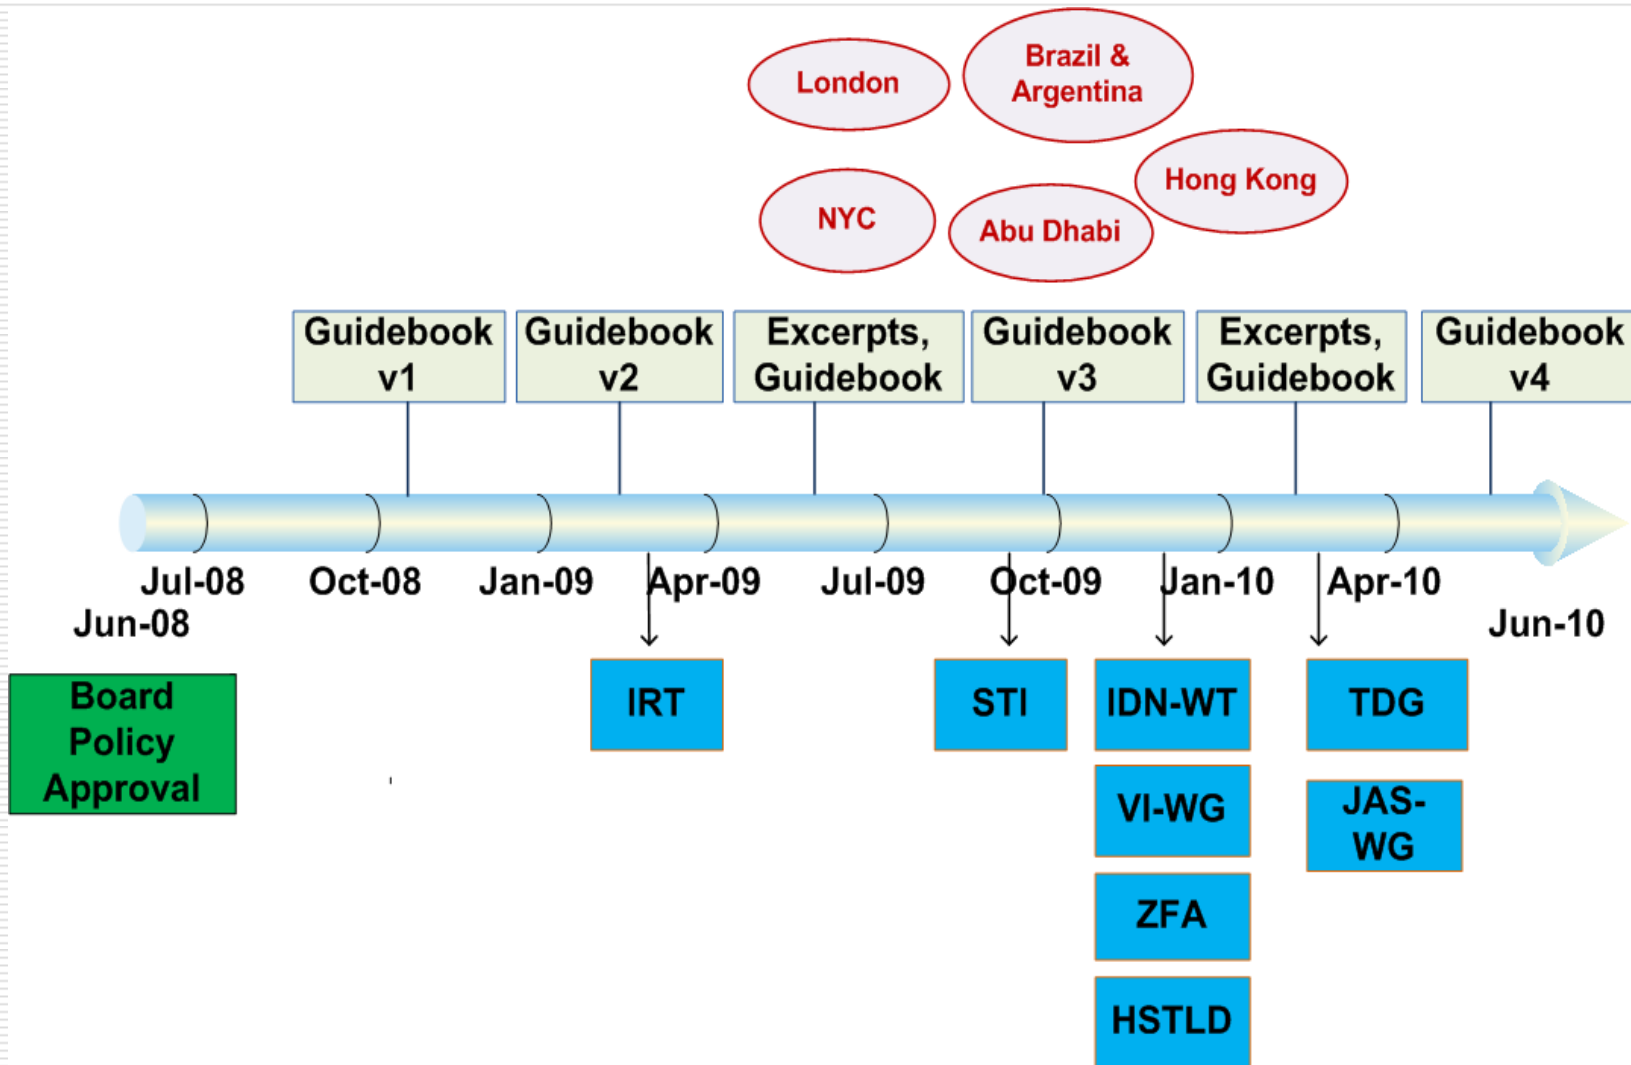 London
Brazil &
Argentina
Hong Kong
NYC
Abu Dhabi
Guidebook
v1
Guidebook
v2
Excerpts,
Guidebook
Guidebook
v3
Excerpts,
Guidebook
Guidebook
v4
Jul-08
Oct-08
Jan-09
Apr-09
Jul-09
Oct-09
Jan-10
Apr-10
Jun-08
Jun-10
Board
Policy
Approval
IRT
STI
IDN-WT
TDG
VI-WG
JAS-
WG
ZFA
HSTLD